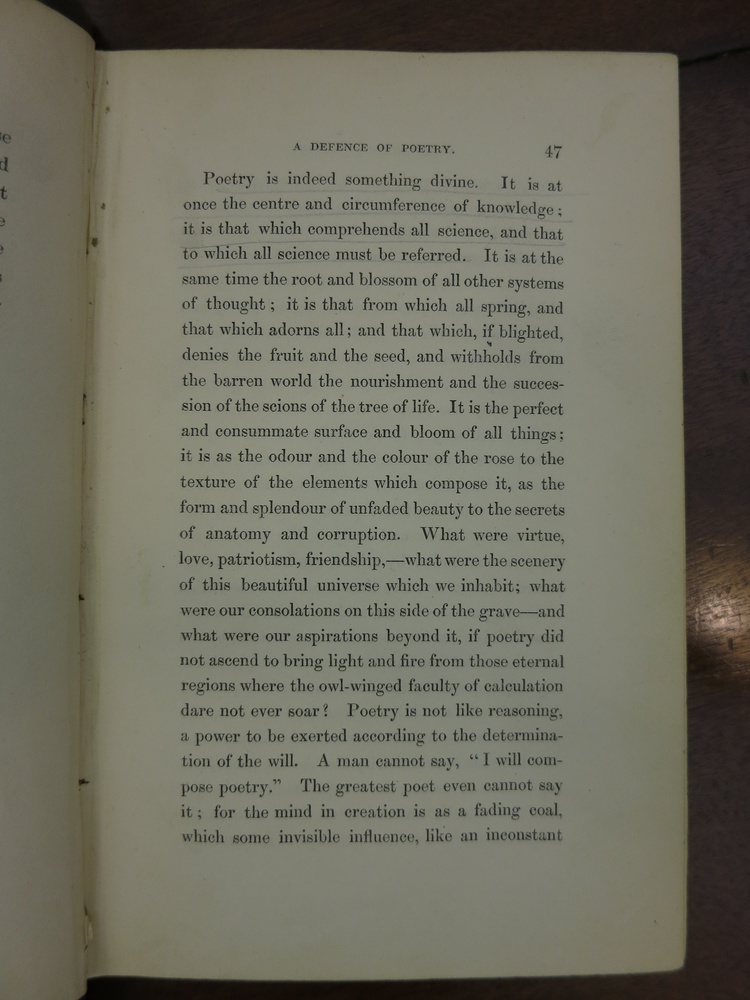 A DEFENCE OF POETRY. 47
Poetry is indeed something divine. It is at
once the centre and circumference of knowledge;
it is that which comprehends all science, and that
to which all science must be referred. It is at the
same time the root and blossom of all other systems
of thought; it is that from which all spring, and
that which adorns all; and that which, if blighted,
denies the fruit and the seed, and withholds from
the barren world the nourishment and the succes-
sion of the scions of the tree of life. It is the perfect
and consummate surface and bloom of all things;
it is as the odour and the colour of the rose to the
texture of the elements which compose it, as the
form and splendour of unfaded beauty to the secrets
of anatomy and corruption. What were virtue,
love, patriotism, friendship,—what were the scenery
of this beautiful universe which we inhabit; what
were our consolations on this side of the grave—and
what were our aspirations beyond it, if poetry did
not ascend to bring light and fire from those eternal
regions where the owl-winged faculty of calculation
dare not ever soar? Poetry is not like reasoning,
a power to be exerted according to the determina-
tion of the will. A man cannot say, "I will com-
pose poetry." The greatest poet even cannot say
it; for the mind in creation is as a fading coal,
which some invisible influence, like an inconstant